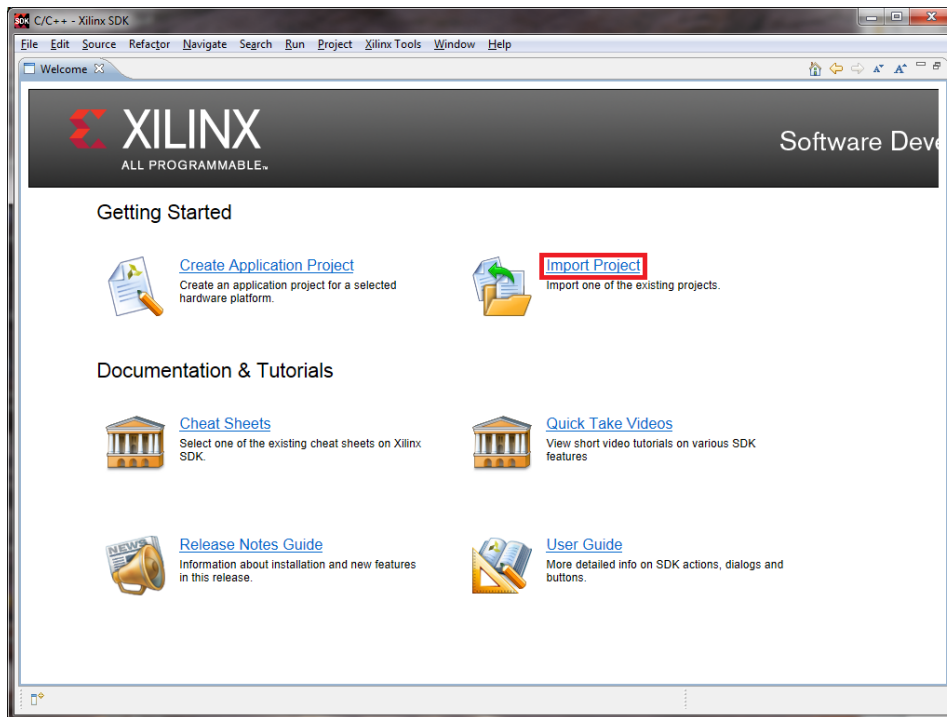 SDK C/C++ - Xilinx SDK
File Edit Source Refactor Navigate Search Run Project Xilinx Tools Window Help
Welcome
XILINX
ALL PROGRAMMABLE™
Software Deve
Getting Started
Create Application Project
Create an application project for a selected
hardware platform.
Import Project
Import one of the existing projects.
Documentation & Tutorials
Cheat Sheets
Select one of the existing cheat sheets on Xilinx
SDK.
Quick Take Videos
View short video tutorials on various SDK
features
NEWS
Release Notes Guide
Information about installation and new features
in this release.
User Guide
More detailed info on SDK actions, dialogs and
buttons.